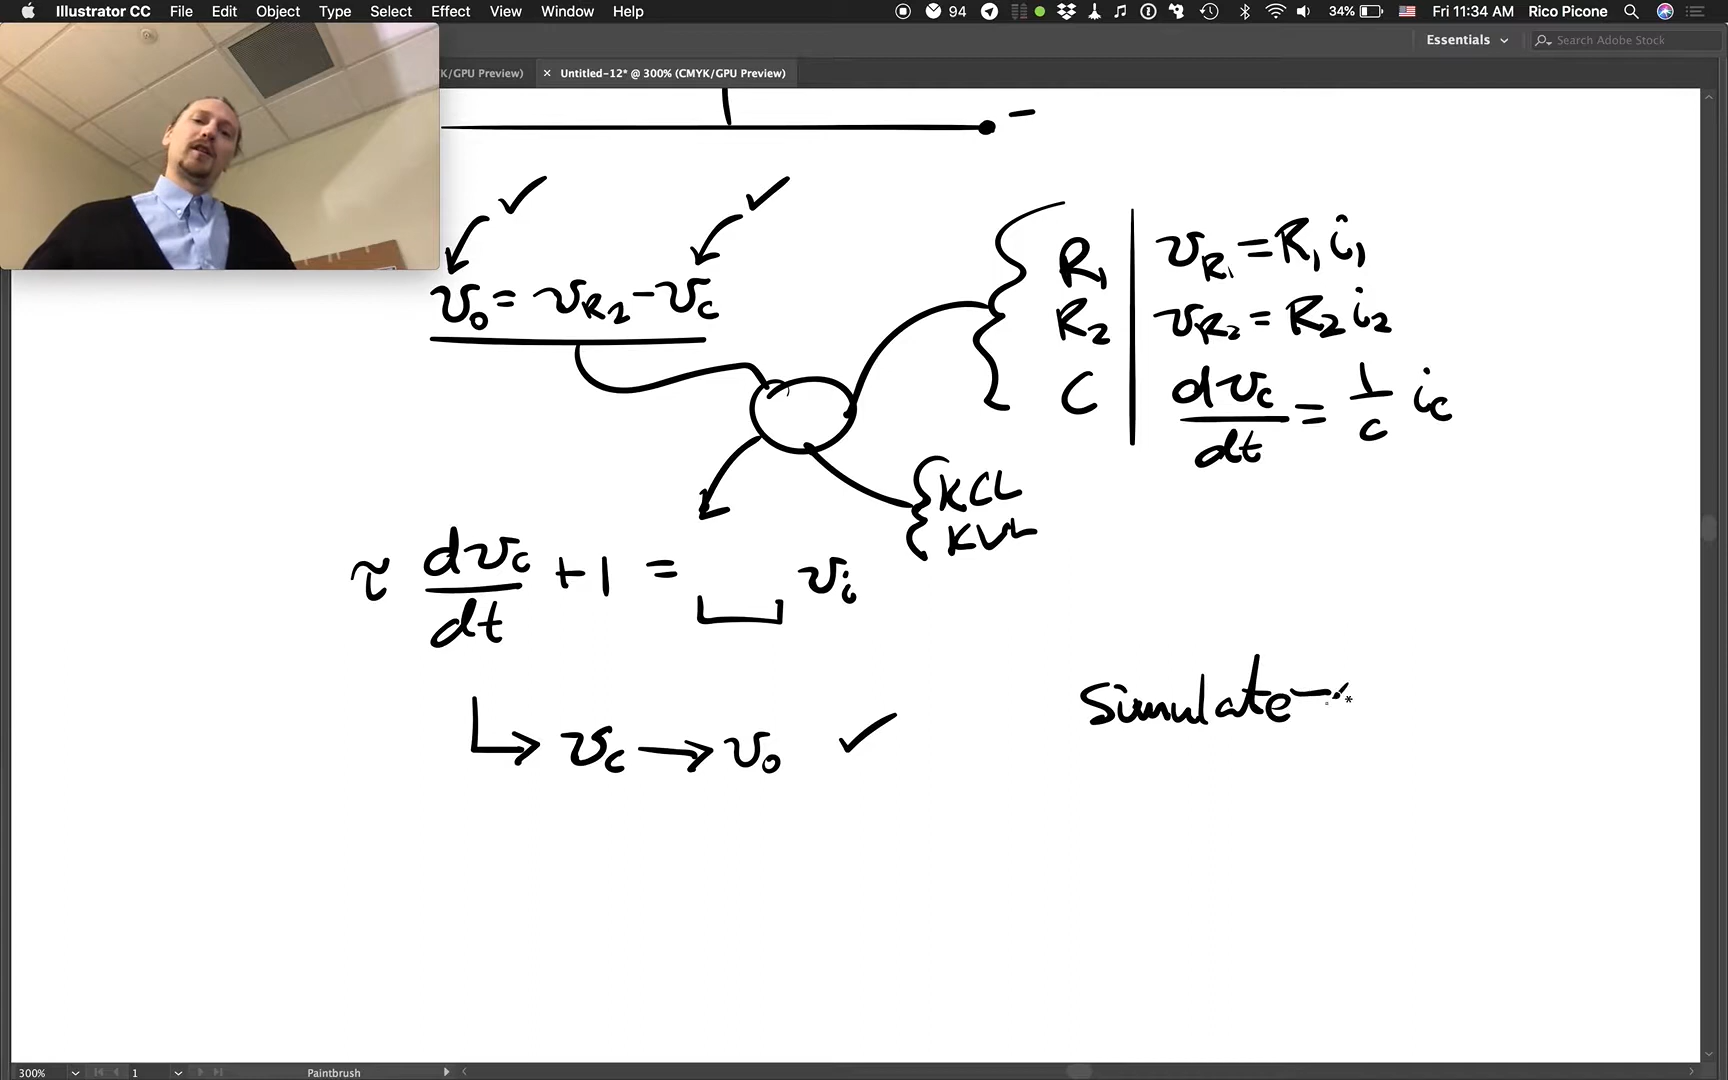 Illustrator CC File Edit Object Type Select Effect View Window Help 94 34% Fri 11:34 AM Rico Picone
Essentials Search Adobe Stock
K/GPU Preview) × Untitled-12* @ 300% (CMYK/GPU Preview)
−
✓ ✓
v₀ = v_R₂ − v_C
R₁ | v_R₁ = R₁ i₁
R₂ | v_R₂ = R₂ i₂
C | dv_C/dt = 1/C i_C
KCL
KVL
τ dv_C/dt + 1 = v_i
Simulate
v_C → v₀ ✓
300% 1 Paintbrush